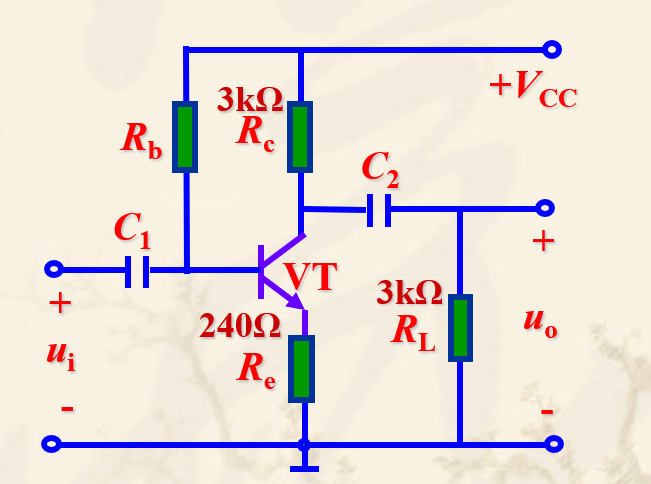 +V_CC
3kΩ
R_b
R_c
C_2
C_1
VT
+
+
3kΩ
240Ω
R_L
u_o
u_i
R_e
-
-